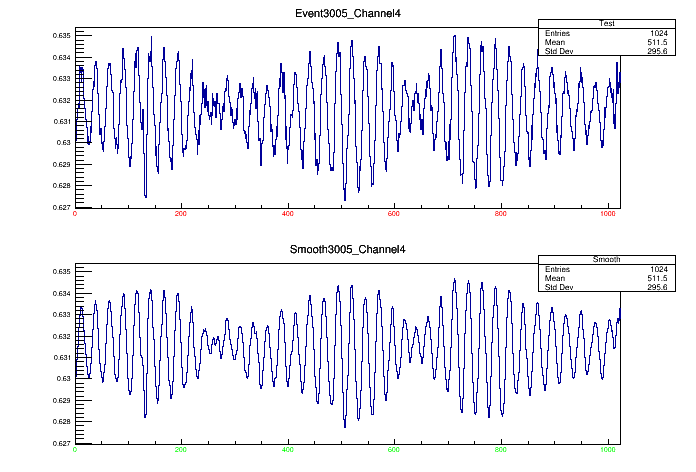 Event3005_Channel4
Test
Entries 1024
Mean 511.5
Std Dev 295.6
0.635
0.634
0.633
0.632
0.631
0.63
0.629
0.628
0.627
0 200 400 600 800 1000
Smooth3005_Channel4
Smooth
Entries 1024
Mean 511.5
Std Dev 295.6
0.635
0.634
0.633
0.632
0.631
0.63
0.629
0.628
0.627
0 200 400 600 800 1000